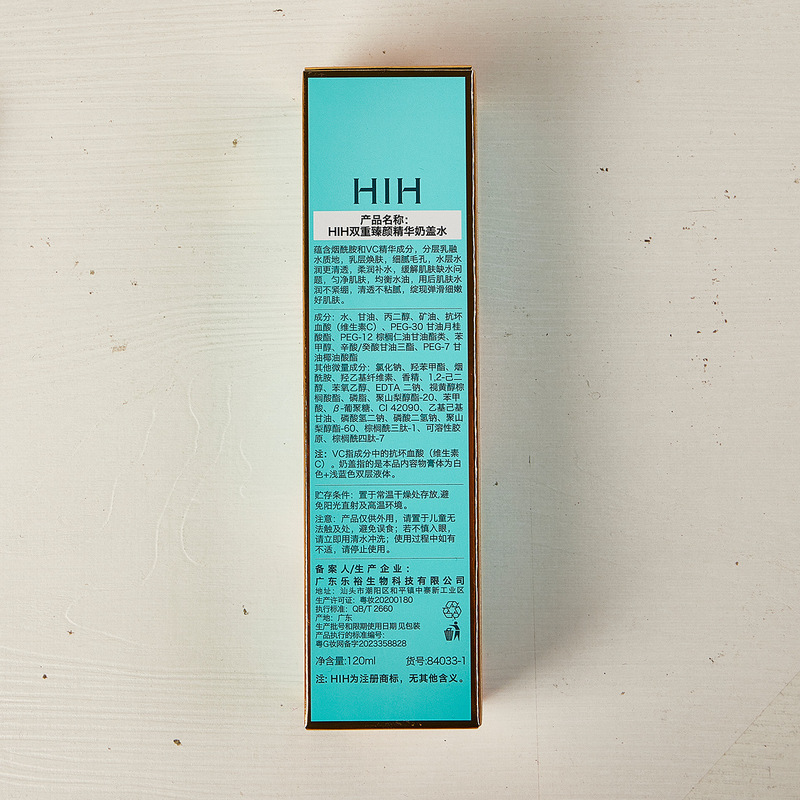 HIH
产品名称：
HIH双重臻颜精华奶盖水
蕴含烟酰胺和VC精华成分，分层乳融
水质地，乳层焕肤，细腻毛孔，水层水
润更清透，柔润补水，缓解肌肤缺水问
题，匀净肌肤，均衡水油，用后肌肤水
润不紧绷，清透不粘腻，绽现弹滑细嫩
好肌肤。
成分：水、甘油、丙二醇、矿油、抗坏
血酸（维生素C）、PEG-30 甘油月桂
酸酯、PEG-12 棕榈仁油甘油酯类、苯
甲醇、辛酸/癸酸甘油三酯、PEG-7 甘
油椰油酸酯
其他微量成分：氯化钠、羟苯甲酯、烟
酰胺、羟乙基纤维素、香精、1,2-己二
醇、苯氧乙醇、EDTA 二钠、视黄醇棕
榈酸酯、磷脂、聚山梨醇酯-20、苯甲
酸、β-葡聚糖、CI 42090、乙基己基
甘油、磷酸氢二钠、磷酸二氢钠、聚山
梨醇酯-60、棕榈酰三肽-1、可溶性胶
原、棕榈酰四肽-7
注：VC指成分中的抗坏血酸（维生素
C）。奶盖指的是本品内容物膏体为白
色+浅蓝色双层液体。
贮存条件：置于常温干燥处存放,避
免阳光直射及高温环境。
注意：产品仅供外用，请置于儿童无
法触及处，避免误食；若不慎入眼，
请立即用清水冲洗；使用过程中如有
不适，请停止使用。
备案人/生产企业：
广东乐裕生物科技有限公司
地址：汕头市潮阳区和平镇中寨新工业区
生产许可证：粤妆20200180
执行标准：QB/T 2660
产地：广东
生产批号和限期使用日期见包装
产品执行的标准编号：
粤G妆网备字2023358828
净含量:120ml 货号:84033-1
注：HIH为注册商标，无其他含义。